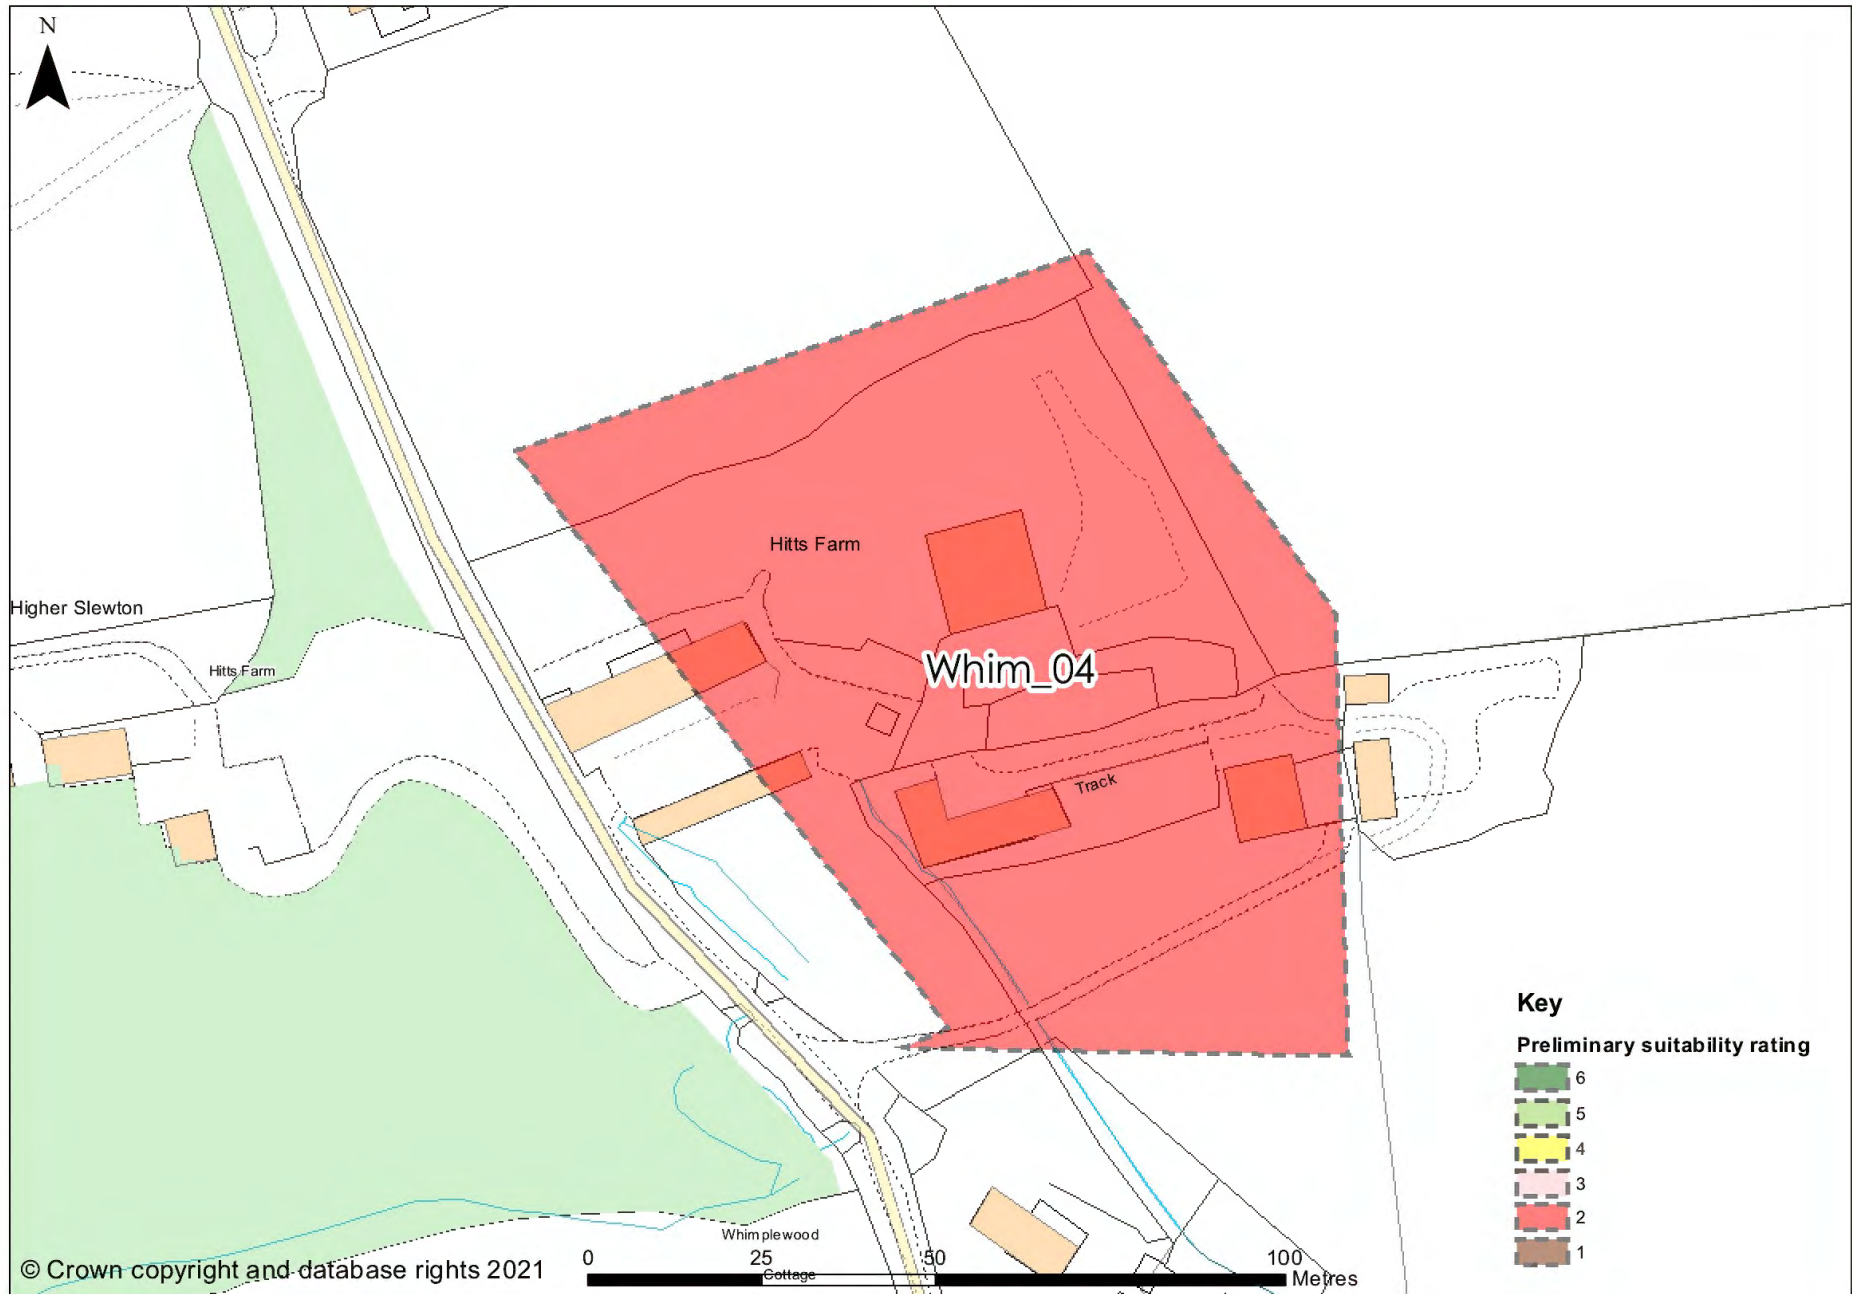 N
Hitts Farm
Higher Slewton
Hitts Farm
Whim_04
Track
Key
Preliminary suitability rating
6
5
4
3
2
1
Whimplewood
Cottage
0 25 50 100
Metres
© Crown copyright and database rights 2021